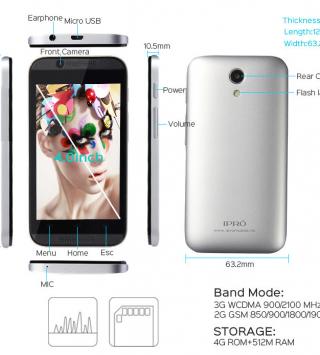 Earphone
Micro USB
Thickness
Length:12
Width:63.2
Front Camera
10.5mm
Rear C
Flash l
Power
Volume
4.0inch
Menu
Home
Esc
IPRÓ
MIC
63.2mm
Band Mode:
3G WCDMA 900/2100 MHz
2G GSM 850/900/1800/190
STORAGE:
4G ROM+512M RAM